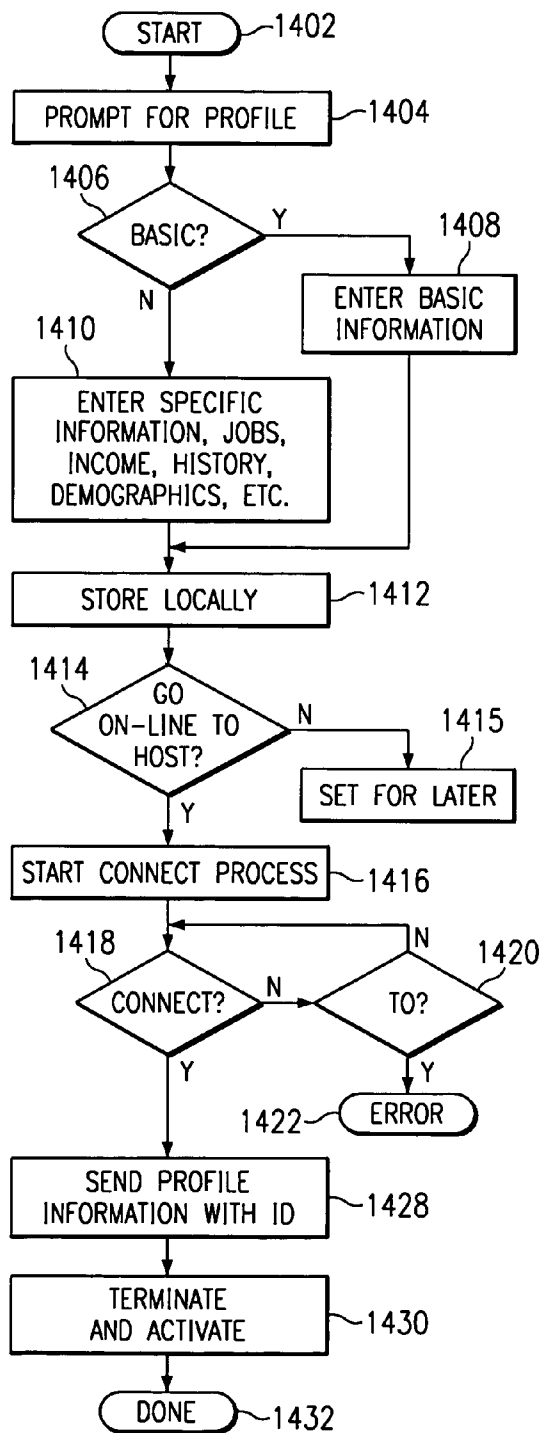 START
1402
PROMPT FOR PROFILE
1404
1406
BASIC?
Y
N
1408
ENTER BASIC
INFORMATION
1410
ENTER SPECIFIC
INFORMATION, JOBS,
INCOME, HISTORY,
DEMOGRAPHICS, ETC.
STORE LOCALLY
1412
1414
GO
ON-LINE TO
HOST?
N
Y
1415
SET FOR LATER
START CONNECT PROCESS
1416
1418
CONNECT?
N
Y
N
1420
TO?
Y
1422
ERROR
SEND PROFILE
INFORMATION WITH ID
1428
TERMINATE
AND ACTIVATE
1430
DONE
1432